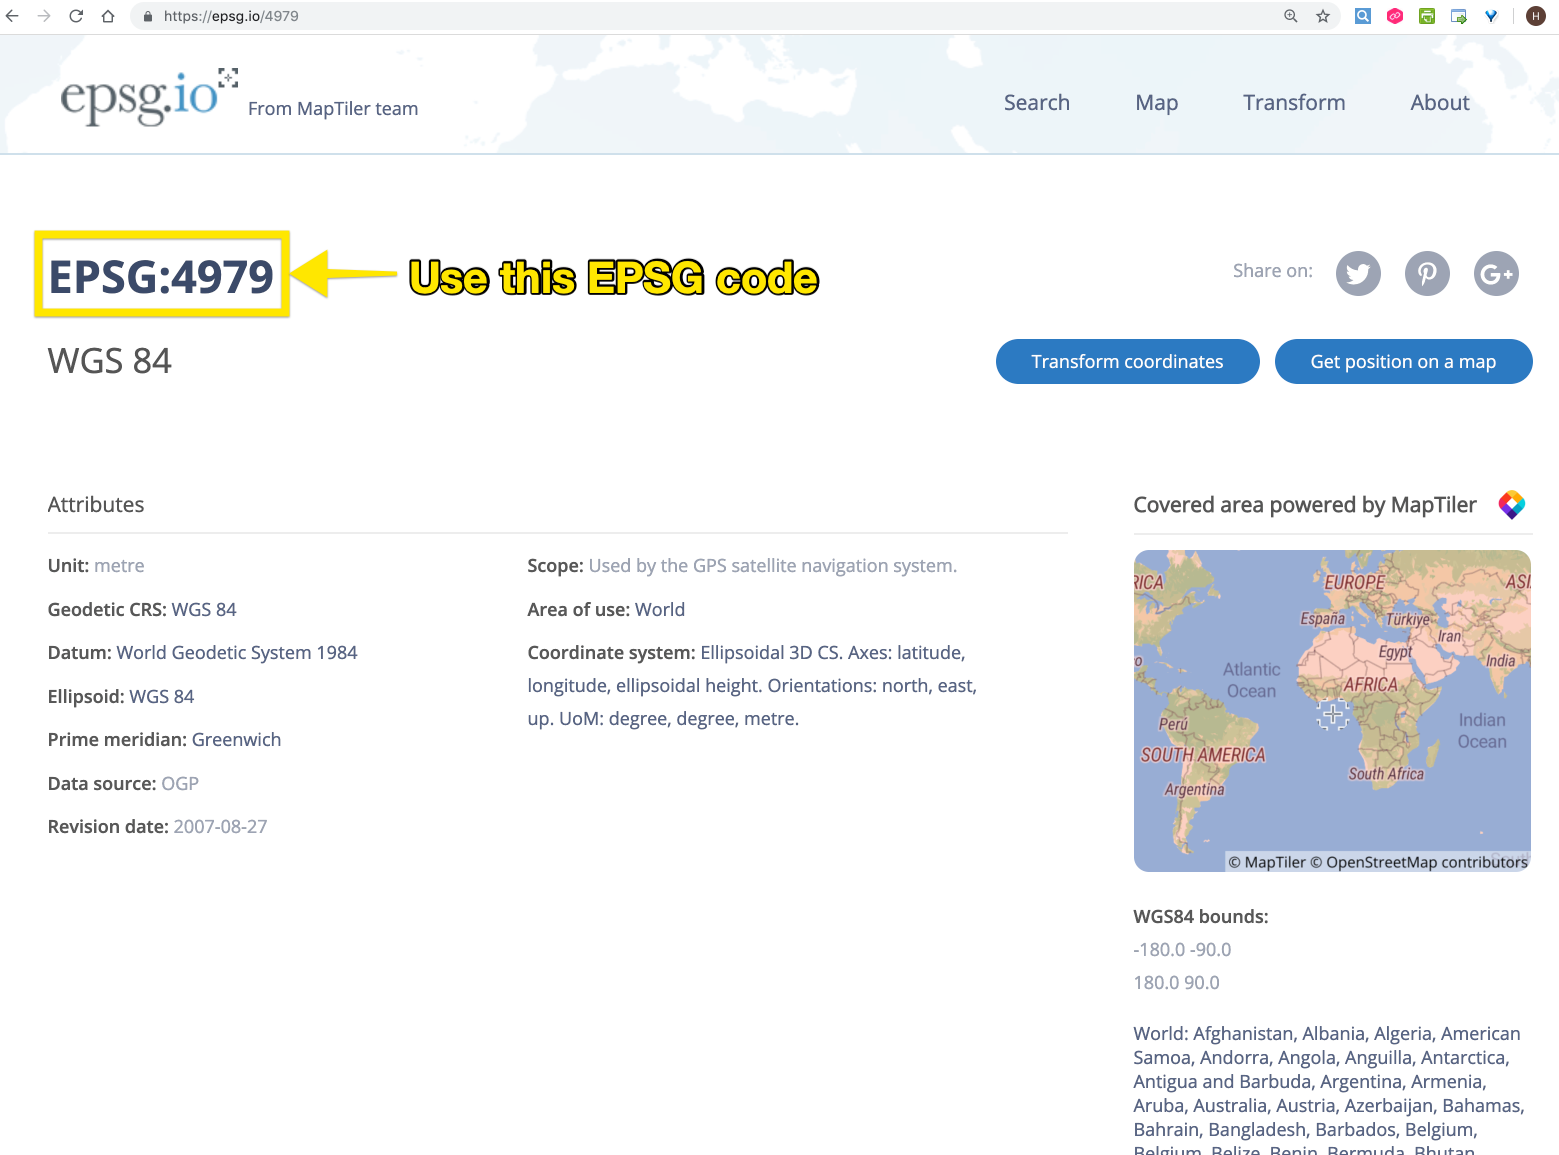 https://epsg.io/4979
H
epsg.io
From MapTiler team
Search
Map
Transform
About
EPSG:4979
Use this EPSG code
Share on:
G+
WGS 84
Transform coordinates
Get position on a map
Attributes
Unit: metre
Geodetic CRS: WGS 84
Datum: World Geodetic System 1984
Ellipsoid: WGS 84
Prime meridian: Greenwich
Data source: OGP
Revision date: 2007-08-27
Scope: Used by the GPS satellite navigation system.
Area of use: World
Coordinate system: Ellipsoidal 3D CS. Axes: latitude,
longitude, ellipsoidal height. Orientations: north, east,
up. UoM: degree, degree, metre.
Covered area powered by MapTiler
RICA
EUROPE
ASI
España
Türkiye
Iran
Egypt
India
Atlantic
Ocean
AFRICA
Perú
Indian
Ocean
SOUTH AMERICA
South Africa
Argentina
© MapTiler © OpenStreetMap contributors
WGS84 bounds:
-180.0 -90.0
180.0 90.0
World: Afghanistan, Albania, Algeria, American
Samoa, Andorra, Angola, Anguilla, Antarctica,
Antigua and Barbuda, Argentina, Armenia,
Aruba, Australia, Austria, Azerbaijan, Bahamas,
Bahrain, Bangladesh, Barbados, Belgium,
Belgium, Belize, Benin, Bermuda, Bhutan,